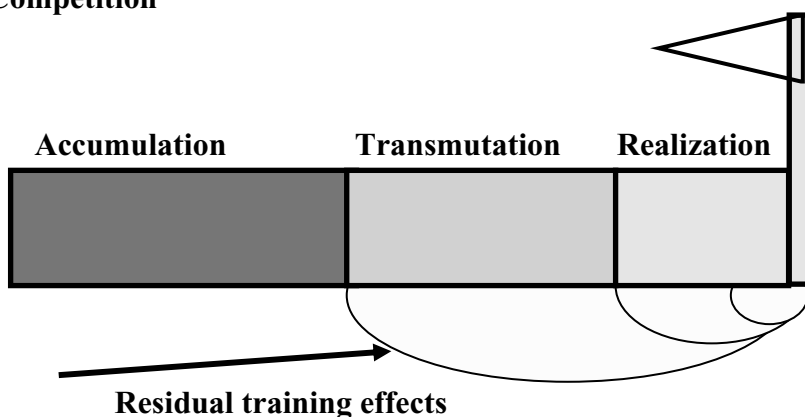 Competition
Accumulation Transmutation Realization
Residual training effects